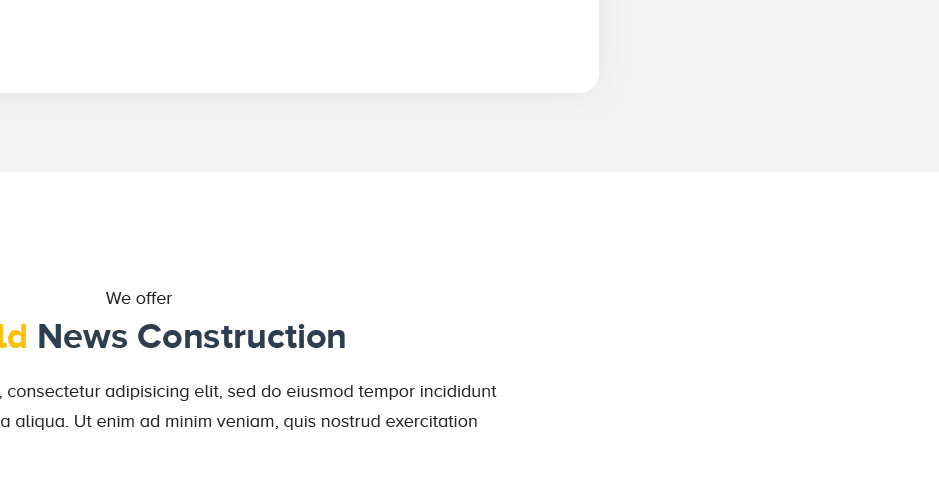 We offer
ld News Construction
, consectetur adipisicing elit, sed do eiusmod tempor incididunt
a aliqua. Ut enim ad minim veniam, quis nostrud exercitation